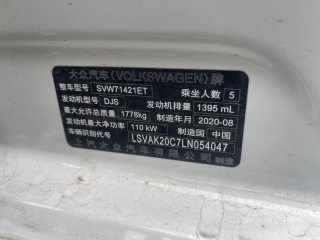 大众汽车(VOLKSWAGEN)牌
整车型号 SVW71421ET 乘坐人数 5
发动机型号 DJS 发动机排量 1395 mL
最大允许总质量 1778kg 制造年月 2020-08
发动机最大净功率 110 kW 制造国 中国
车辆识别代号 LSVAK20C7LN054047
上汽大众汽车有限公司制造